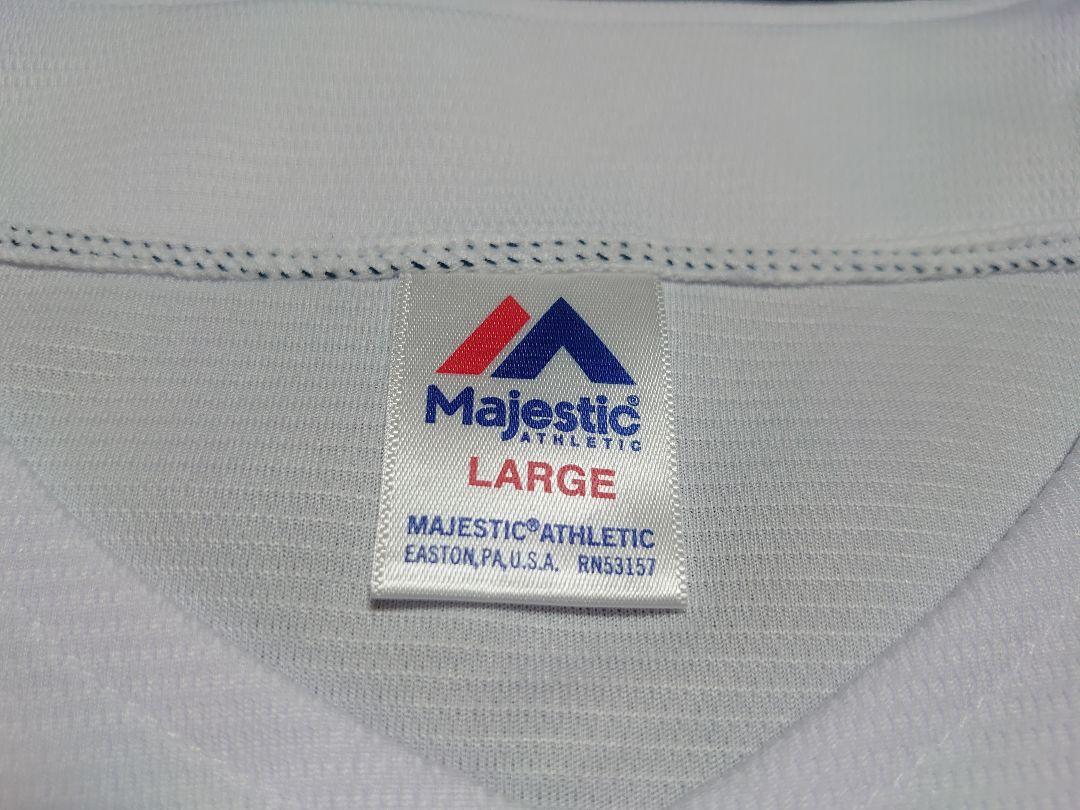 Majestic®
ATHLETIC
LARGE
MAJESTIC®ATHLETIC
EASTON,PA,U.S.A. RN53157